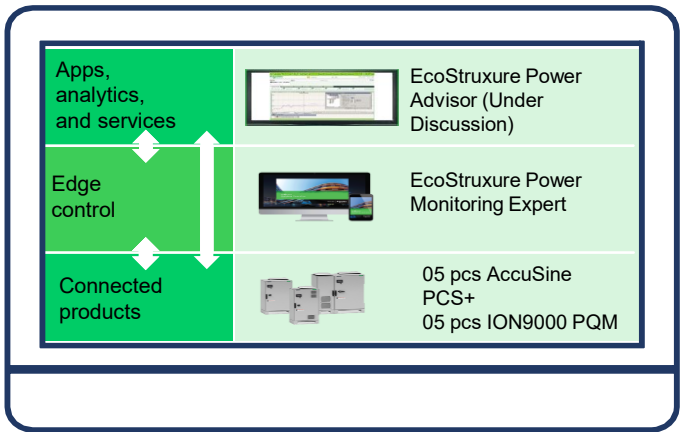 Apps,
analytics,
and services
EcoStruxure Power
Advisor (Under
Discussion)
Edge
control
EcoStruxure Power
Monitoring Expert
Connected
products
05 pcs AccuSine
PCS+
05 pcs ION9000 PQM